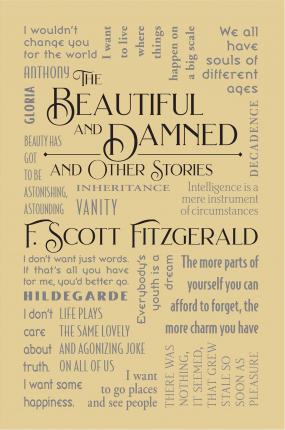 I wouldn't
change you
for the world
I want
to live
where
things
happen on
a big scale
We all
have
souls of
different
ages
ANTHONY
GLORIA
THE
BEAUTIFUL
AND DAMNED
AND OTHER STORIES
DECADENCE
BEAUTY HAS
GOT
TO BE
ASTONISHING,
ASTOUNDING
INHERITANCE
VANITY
Intelligence is a
mere instrument
of circumstances
F. SCOTT FITZGERALD
I don't want just words.
If that's all you have
for me, you'd better go.
HILDEGARDE
Everybody's
youth is a
dream
The more parts of
yourself you can
afford to forget, the
more charm you have
I don't
care
about
truth.
I want some
happiness.
LIFE PLAYS
THE SAME LOVELY
AND AGONIZING JOKE
ON ALL OF US
I want
to go places
and see people
THERE WAS
NOTHING,
IT SEEMED,
THAT GREW
STALL SO
SOON AS
PLEASURE